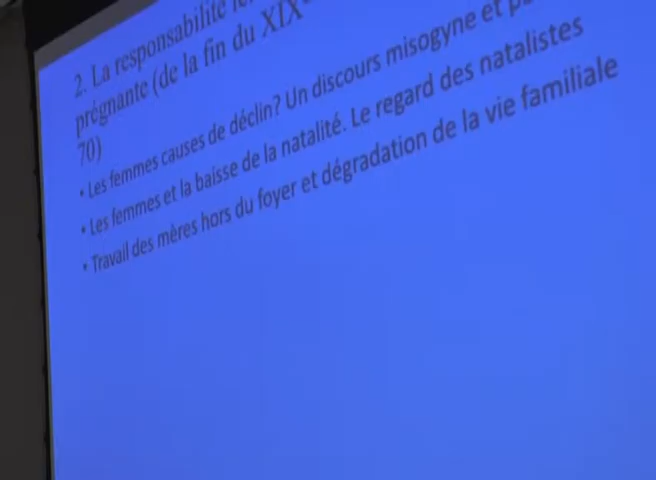 2. La responsabilité
prégnante (de la fin du XIX
70)
• Les femmes causes de déclin? Un discours misogyne et
• Les femmes et la baisse de la natalité. Le regard des natalistes
• Travail des mères hors du foyer et dégradation de la vie familiale